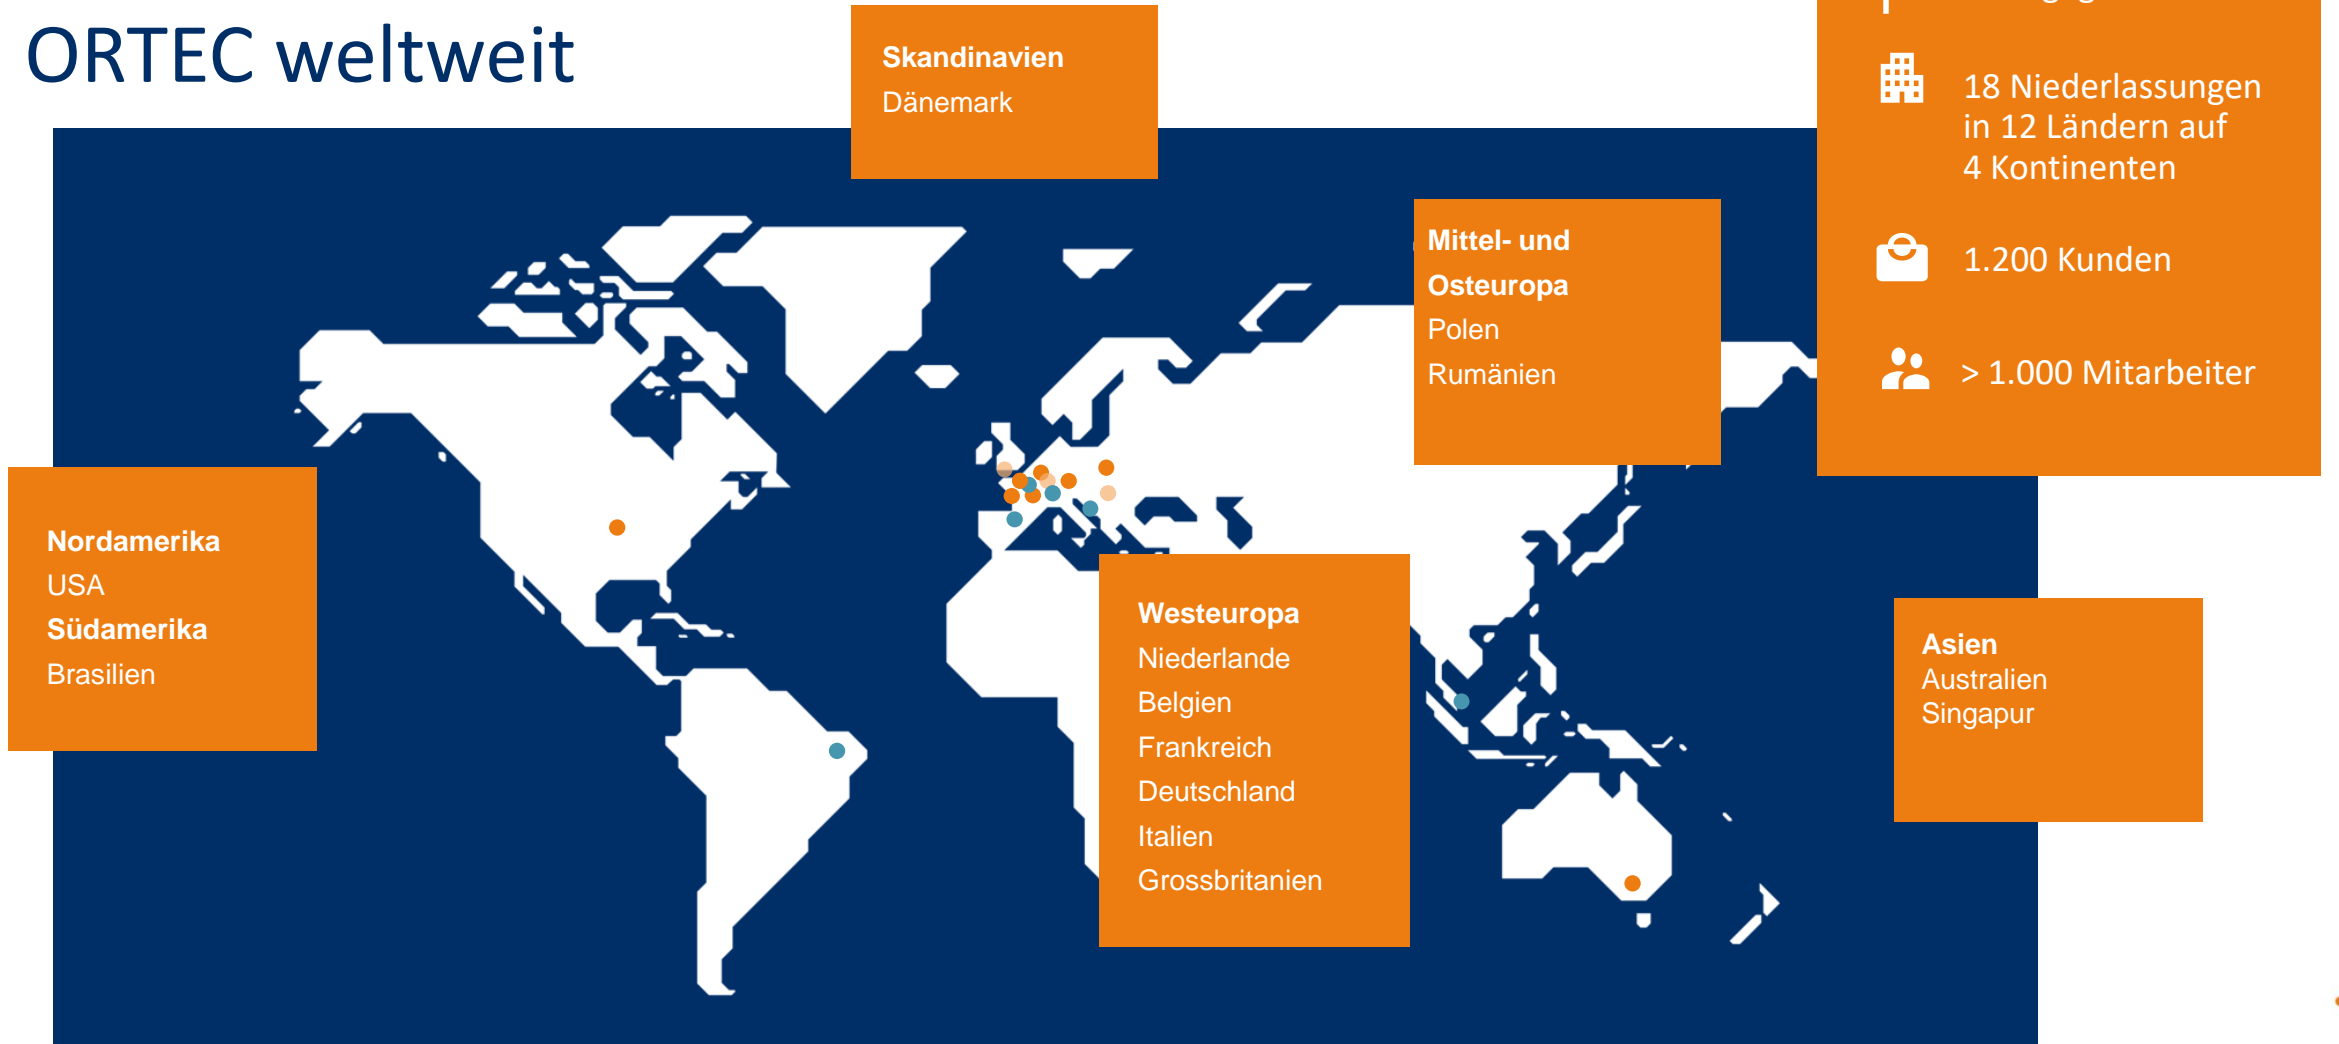 ORTEC weltweit
Skandinavien
Dänemark
18 Niederlassungen
in 12 Ländern auf
4 Kontinenten
1.200 Kunden
> 1.000 Mitarbeiter
Mittel- und
Osteuropa
Polen
Rumänien
Nordamerika
USA
Südamerika
Brasilien
Westeuropa
Niederlande
Belgien
Frankreich
Deutschland
Italien
Grossbritanien
Asien
Australien
Singapur